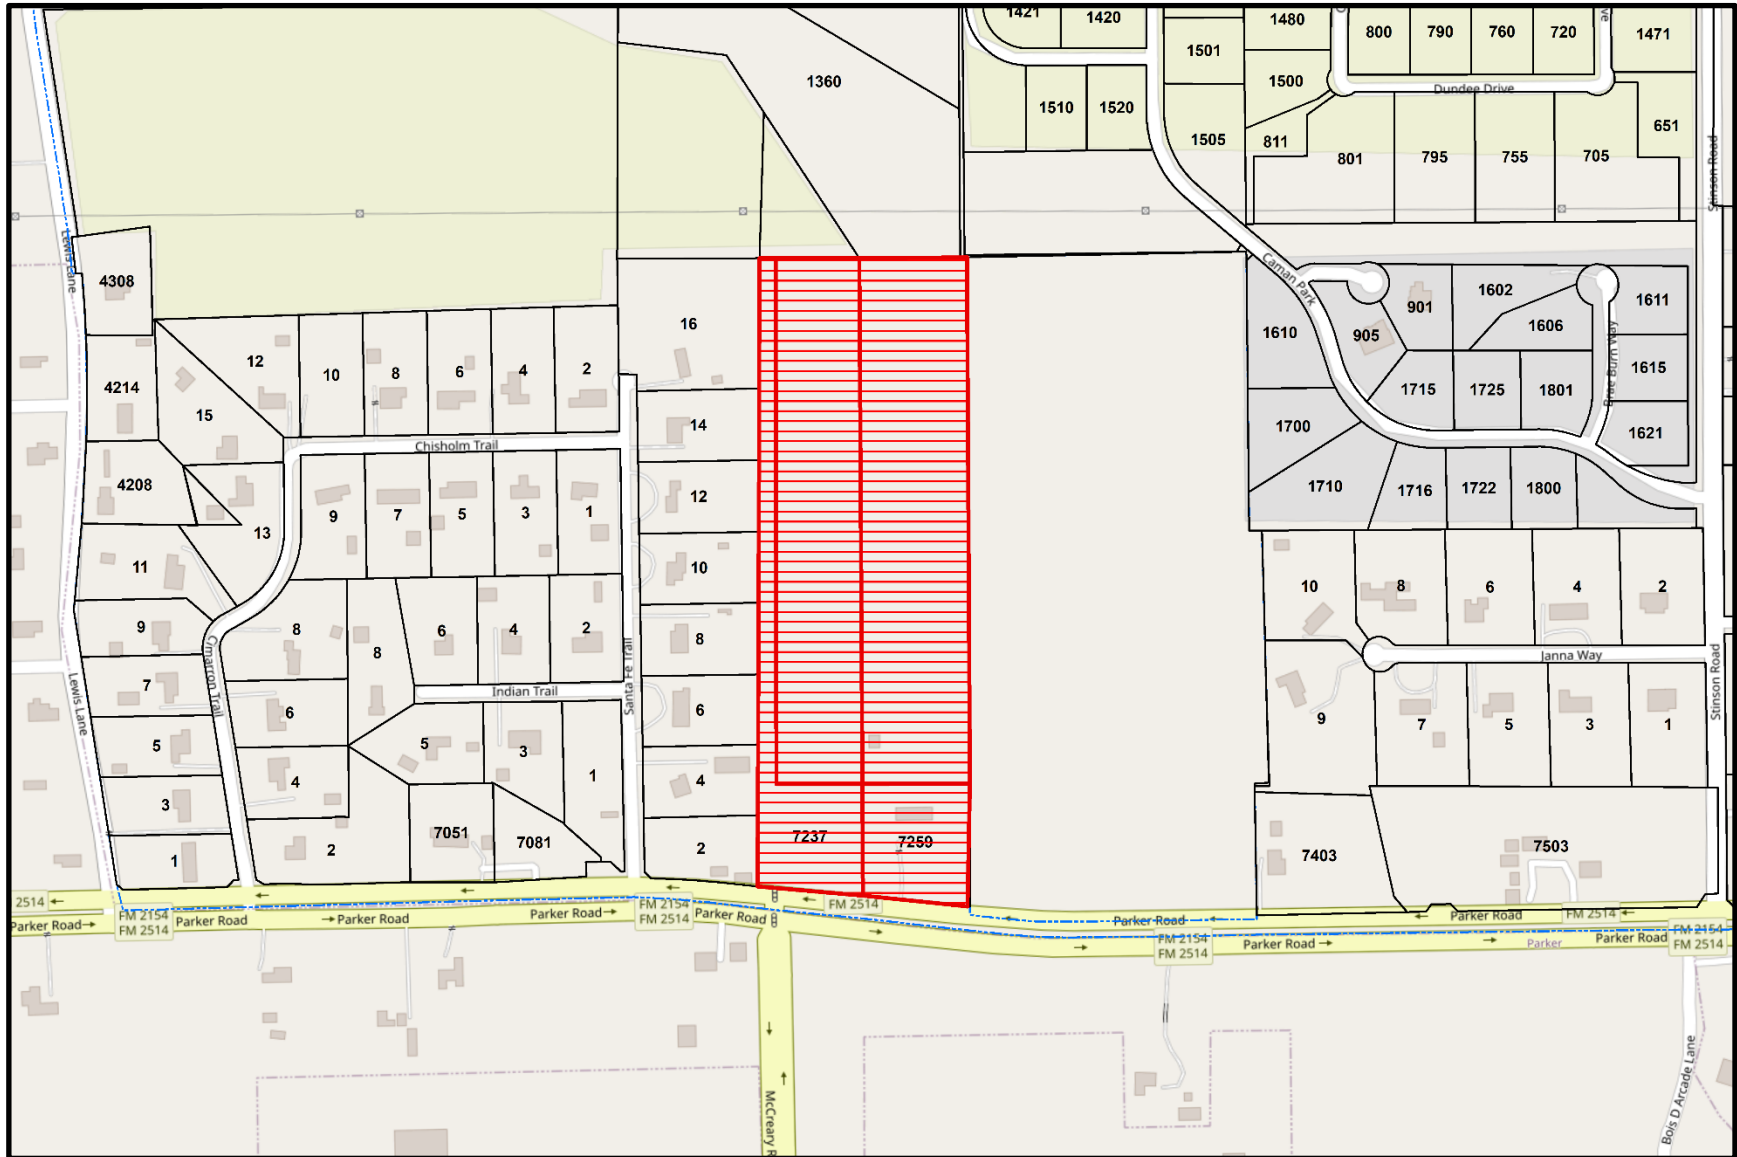 1421
1420
1480
800
790
760
720
1471
1501
1360
1500
Dundee Drive
1510
1520
1505
811
651
801
795
755
705
Stinson Road
Lewis Lane
4308
Caman Park
16
1610
901
905
1602
1606
1611
12
10
8
6
4
2
4214
15
1715
1725
1801
Brae Burn Way
1615
14
1700
1621
Chisholm Trail
4208
12
1710
1716
1722
1800
9
7
5
3
1
13
11
10
10
8
6
4
2
9
8
8
6
4
2
8
Janna Way
Cimarron Trail
Santa Fe Trail
Stinson Road
7
Indian Trail
Lewis Lane
6
6
9
7
5
3
1
5
5
3
4
1
4
3
7051
7081
7237
7259
2
2
1
7403
7503
2514
FM 2154
FM 2514
Parker Road
Parker Road
Parker Road
Parker Road
FM 2154
FM 2514
Parker Road
FM 2514
Parker Road
FM 2154
FM 2514
Parker Road
Parker Road
FM 2514
Parker
Parker Road
FM 2154
FM 2514
McCreary R
Bois D Arcade Lane